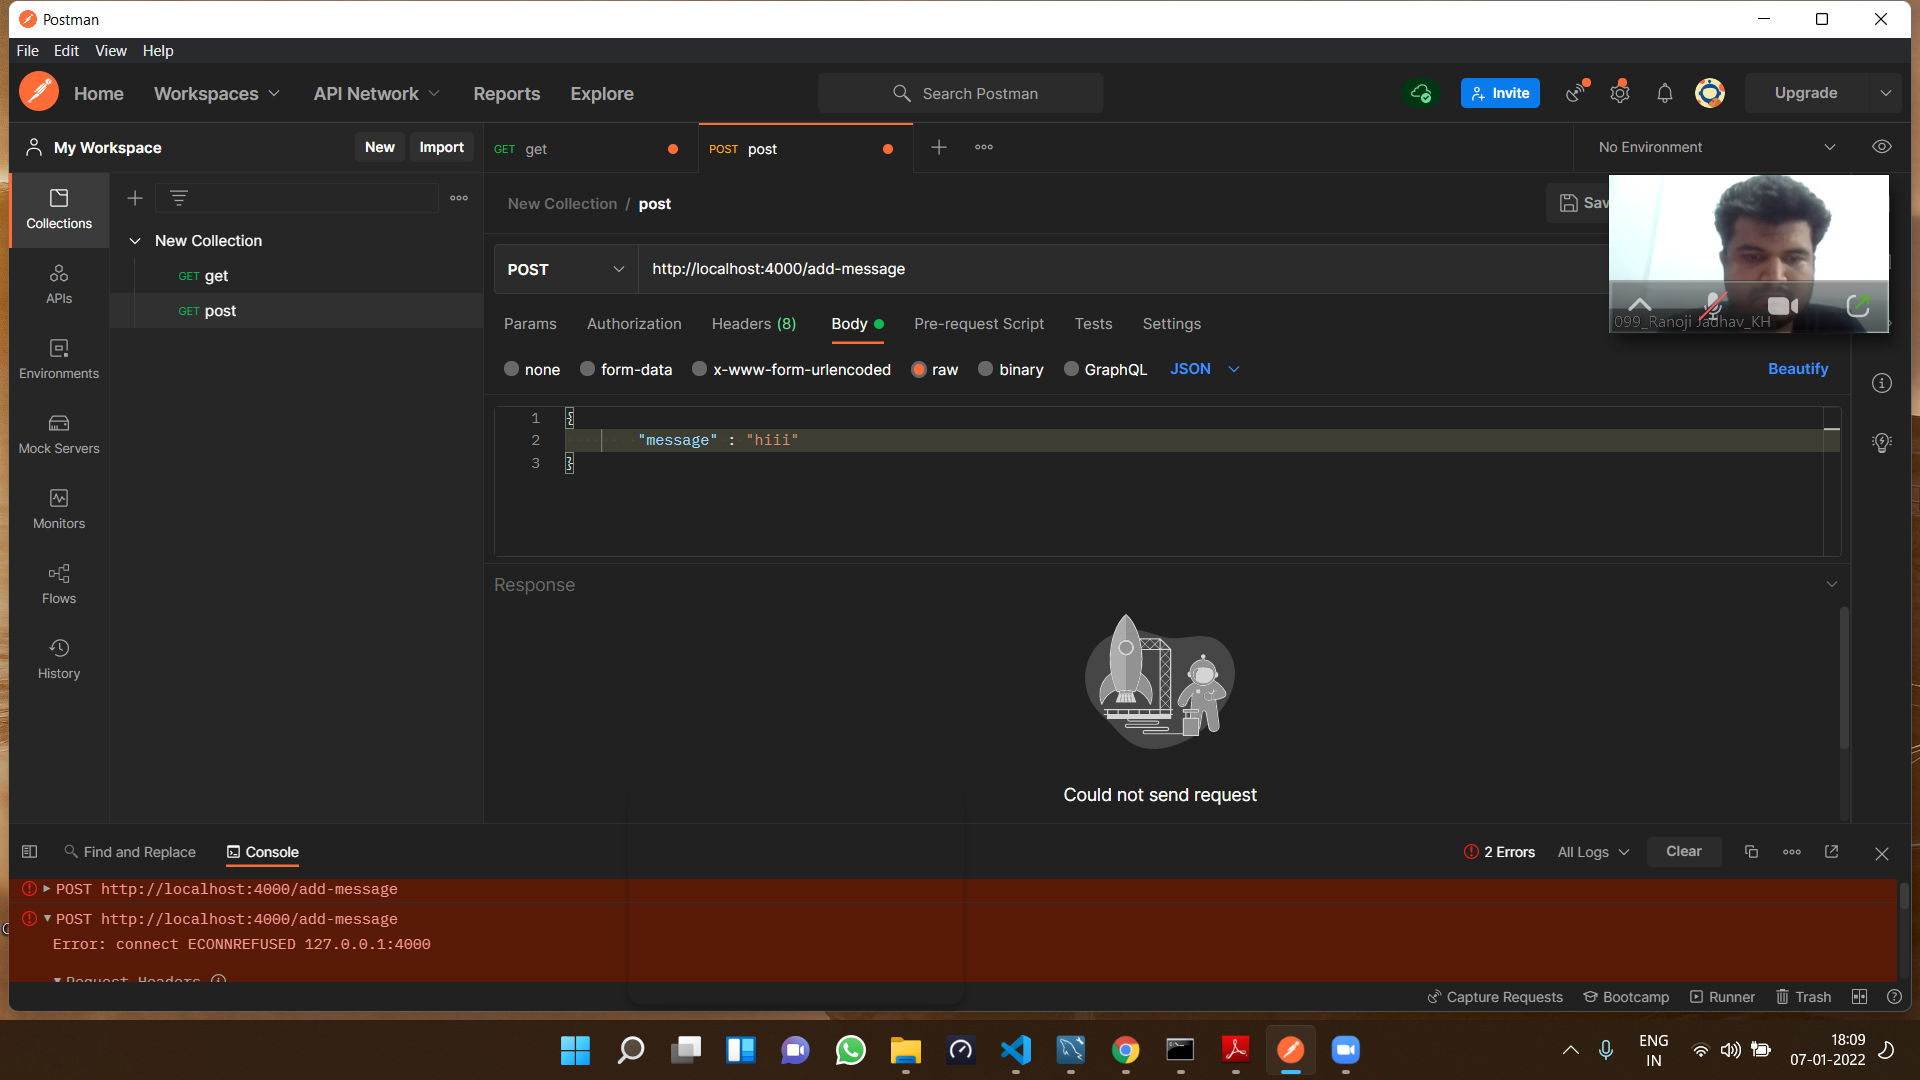 Postman
File Edit View Help
Home Workspaces API Network Reports Explore Search Postman Invite Upgrade
My Workspace New Import GET get POST post No Environment
Collections
APIs
Environments
Mock Servers
Monitors
Flows
History
New Collection
GET get
GET post
New Collection / post Sav
POST http://localhost:4000/add-message
099_Ranoji Jadhav_KH
Params Authorization Headers (8) Body Pre-request Script Tests Settings
none form-data x-www-form-urlencoded raw binary GraphQL JSON Beautify
1 {
2 "message" : "hiii"
3 }
Response
Could not send request
Find and Replace Console 2 Errors All Logs Clear
POST http://localhost:4000/add-message
POST http://localhost:4000/add-message
Error: connect ECONNREFUSED 127.0.0.1:4000
Request Headers
Capture Requests Bootcamp Runner Trash
ENG
IN
18:09
07-01-2022